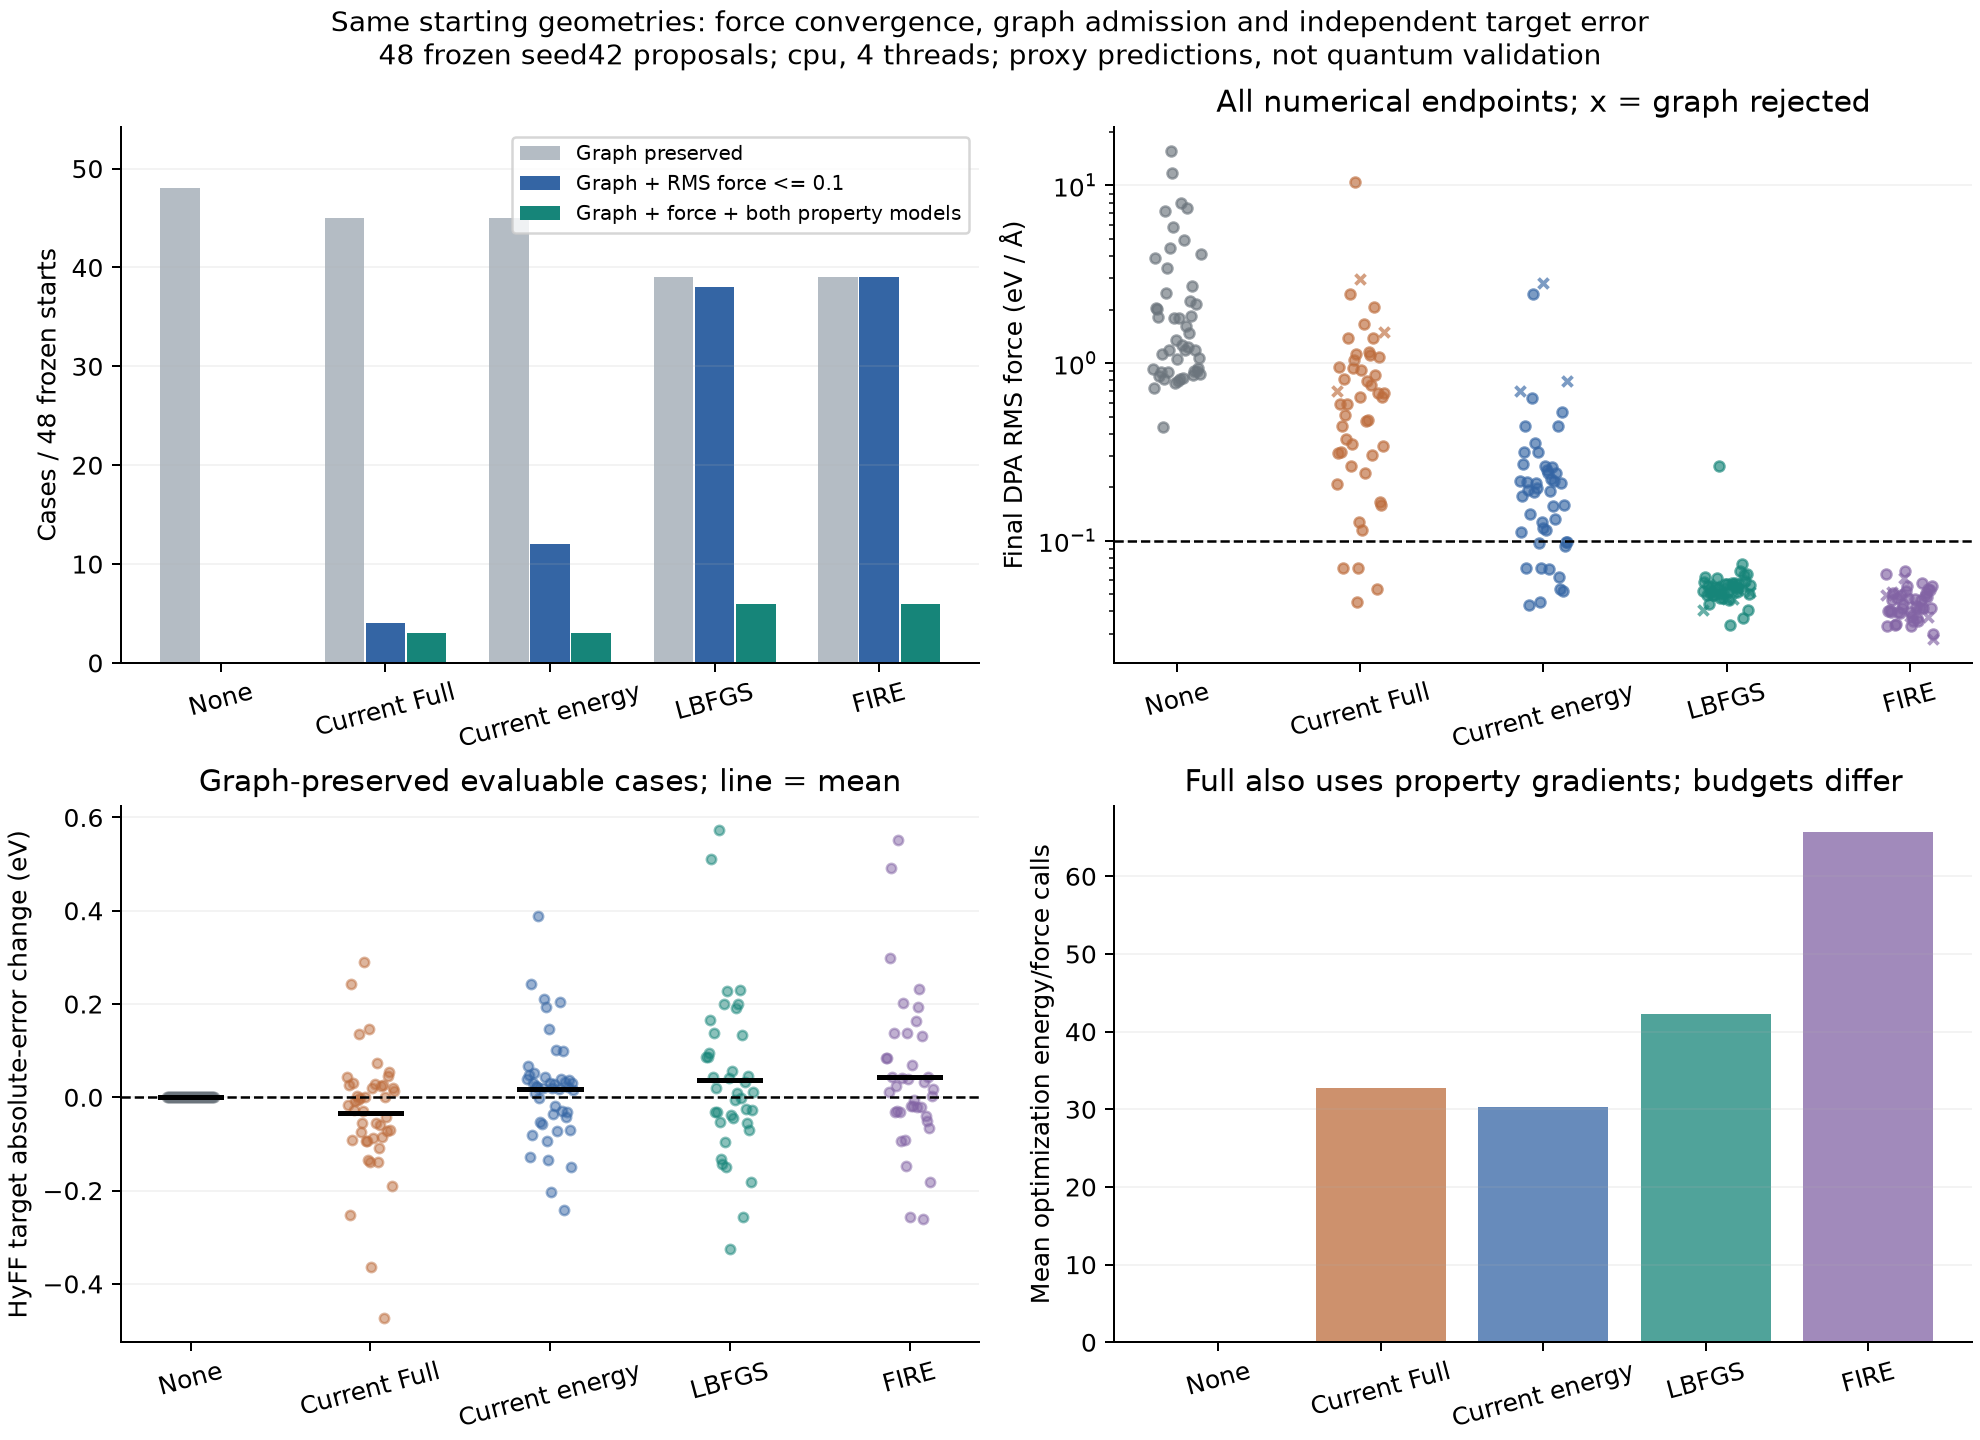 Same starting geometries: force convergence, graph admission and independent target error
48 frozen seed42 proposals; cpu, 4 threads; proxy predictions, not quantum validation
Cases / 48 frozen starts
50
40
30
20
10
0
Graph preserved
Graph + RMS force <= 0.1
Graph + force + both property models
None
Current Full
Current energy
LBFGS
FIRE
All numerical endpoints; x = graph rejected
Final DPA RMS force (eV / Å)
10¹
10⁰
10⁻¹
None
Current Full
Current energy
LBFGS
FIRE
Graph-preserved evaluable cases; line = mean
HyFF target absolute-error change (eV)
0.6
0.4
0.2
0.0
−0.2
−0.4
None
Current Full
Current energy
LBFGS
FIRE
Full also uses property gradients; budgets differ
Mean optimization energy/force calls
60
50
40
30
20
10
0
None
Current Full
Current energy
LBFGS
FIRE